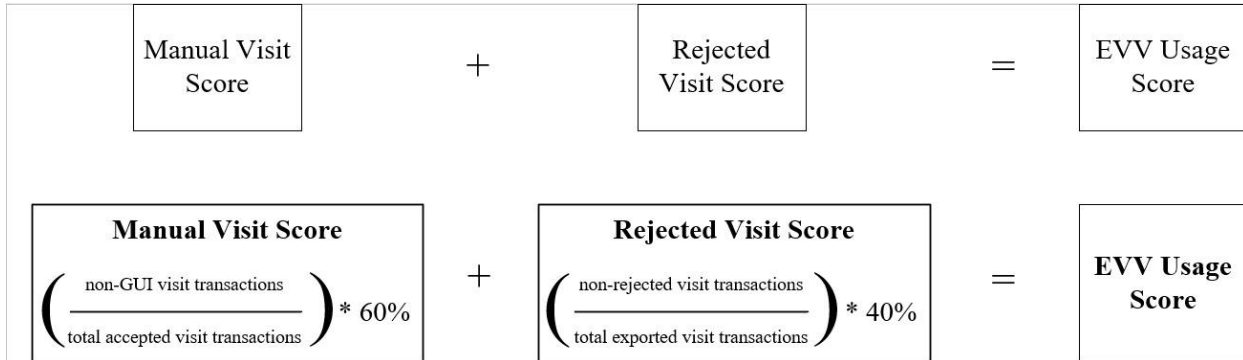 Manual Visit
Score
+
Rejected
Visit Score
=
EVV Usage
Score
Manual Visit Score
( non-GUI visit transactions
total accepted visit transactions ) * 60%
+
Rejected Visit Score
( non-rejected visit transactions
total exported visit transactions ) * 40%
=
EVV Usage
Score